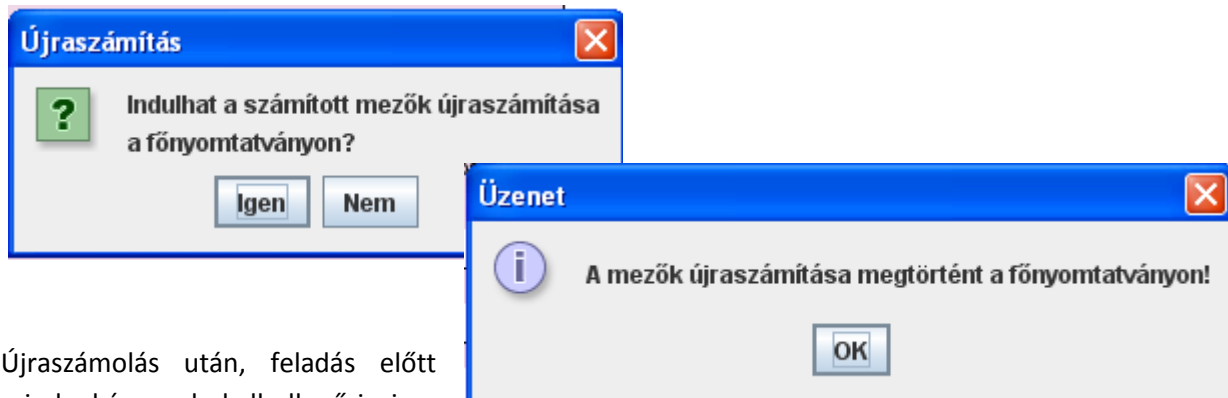 Újraszámítás
Indulhat a számított mezők újraszámítása
a főnyomtatványon?
Igen Nem
Üzenet
A mezők újraszámítása megtörtént a főnyomtatványon!
OK
Újraszámolás után, feladás előtt